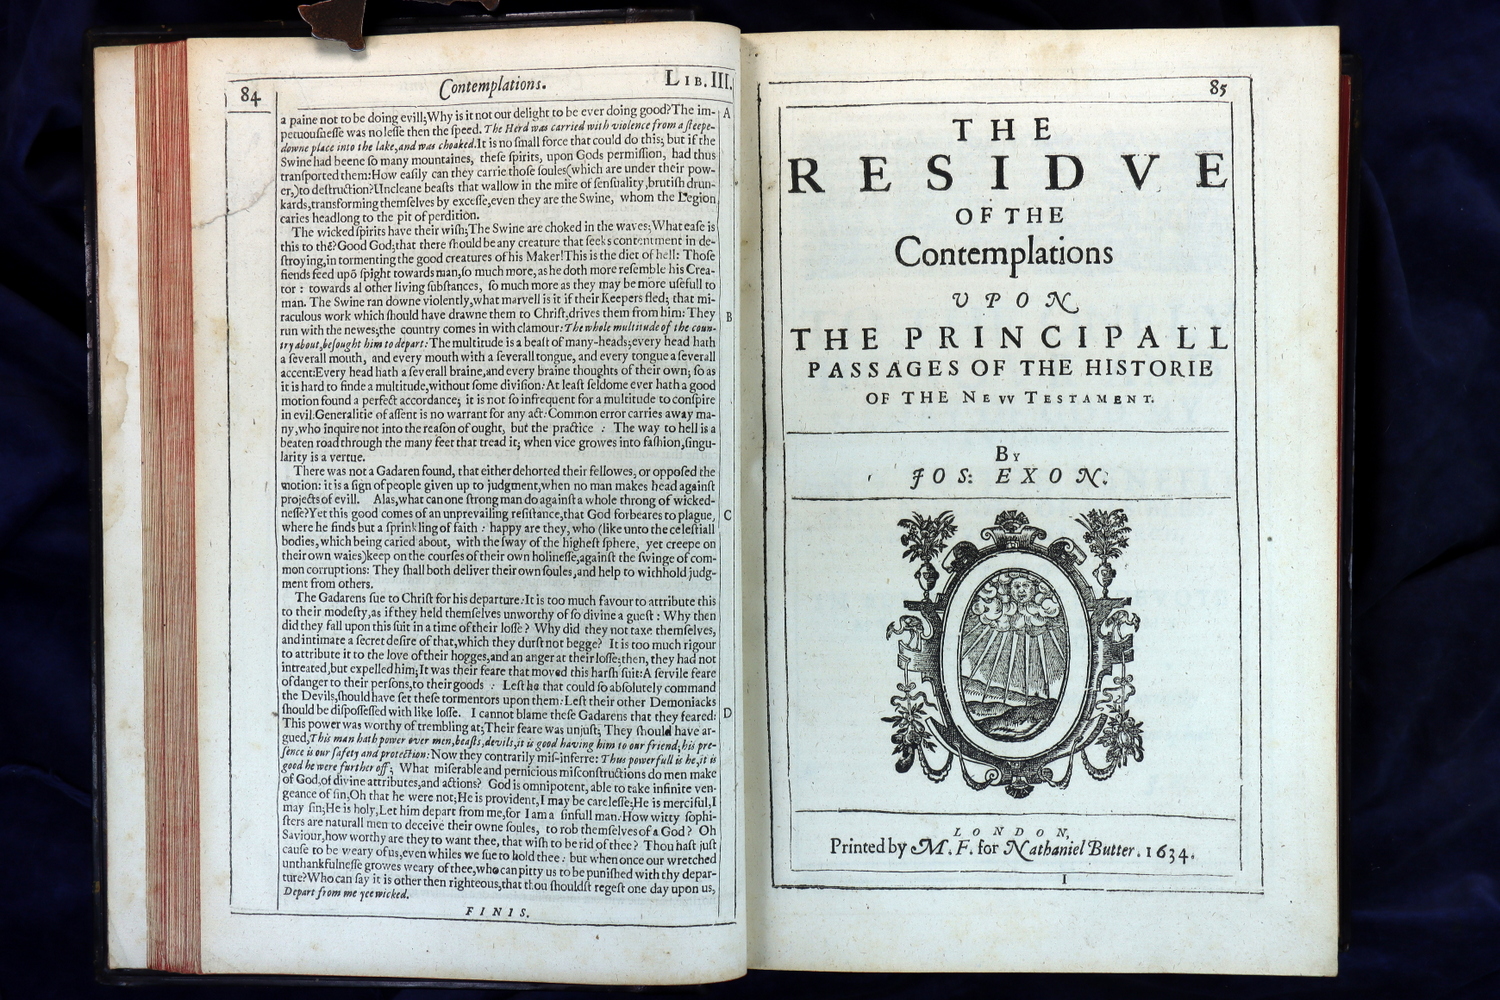 84
Contemplations.
LIB. III.
a paine not to be doing evill; Why is it not our delight to be ever doing good? The im-
petuousnesse was no lesse then the speed. The Herd was carried with violence from a steepe-
downe place into the lake, and was choaked. It is no small force that could do this; but if the
Swine had beene so many mountaines, these spirits, upon Gods permission, had thus
transported them: How easily can they carrie those soules (which are under their pow-
er,) to destruction? Uncleane beasts that wallow in the mire of sensuality, brutish drun-
kards, transforming themselves by excesse, even they are the Swine, whom the Legion
caries headlong to the pit of perdition.
The wicked spirits have their wish; The Swine are choked in the waves; What ease is
this to thē? Good God; that there should be any creature that seeks contentment in de-
stroying, in tormenting the good creatures of his Maker! This is the diet of hell: Those
fiends feed upō spight towards man, so much more, as he doth more resemble his Crea-
tor : towards al other living substances, so much more as they may be more usefull to
man. The Swine ran downe violently, what marvell is it if their Keepers fled; that mi-
raculous work which should have drawne them to Christ, drives them from him: They
run with the newes; the country comes in with clamour: The whole multitude of the coun-
try about, besought him to depart: The multitude is a beast of many-heads; every head hath
a severall mouth, and every mouth with a severall tongue, and every tongue a severall
accent: Every head hath a severall braine, and every braine thoughts of their own; so as
it is hard to finde a multitude, without some division: At least seldome ever hath a good
motion found a perfect accordance; it is not so infrequent for a multitude to conspire
in evil. Generalitie of assent is no warrant for any act: Common error carries away ma-
ny, who inquire not into the reason of ought, but the practice : The way to hell is a
beaten road through the many feet that tread it; when vice growes into fashion, singu-
larity is a vertue.
There was not a Gadaren found, that either dehorted their fellowes, or opposed the
motion: it is a sign of people given up to judgment, when no man makes head against
projects of evill. Alas, what can one strong man do against a whole throng of wicked-
nesse? Yet this good comes of an unprevailing resistance, that God forbeares to plague,
where he finds but a sprinkling of faith : happy are they, who (like unto the celestiall
bodies, which being caried about, with the sway of the highest sphere, yet creepe on
their own waies) keep on the courses of their own holinesse, against the swinge of com-
mon corruptions: They shall both deliver their own soules, and help to withhold judg-
ment from others.
The Gadarens sue to Christ for his departure: It is too much favour to attribute this
to their modesty, as if they held themselves unworthy of so divine a guest : Why then
did they fall upon this suit in a time of their losse? Why did they not taxe themselves,
and intimate a secret desire of that, which they durst not begge? It is too much rigour
to attribute it to the love of their hogges, and an anger at their losse; then, they had not
intreated, but expelled him; It was their feare that moved this harsh suit: A servile feare
of danger to their persons, to their goods : Lest he that could so absolutely command
the Devils, should have set these tormentors upon them: Lest their other Demoniacks
should be dispossessed with like losse. I cannot blame these Gadarens that they feared:
This power was worthy of trembling at; Their feare was unjust; They should have ar-
gued, This man hath power over men, beasts, devils, it is good having him to our friend; his pre-
sence is our safety and protection: Now they contrarily mis-inferre: Thus powerfull is he, it is
good he were further off; What miserable and pernicious misconstructions do men make
of God, of divine attributes, and actions? God is omnipotent, able to take infinite ven-
geance of sin, Oh that he were not; He is provident, I may be carelesse; He is merciful, I
may sin; He is holy, Let him depart from me, for I am a sinfull man. How witty sophi-
sters are naturall men to deceive their owne soules, to rob themselves of a God? Oh
Saviour, how worthy are they to want thee, that wish to be rid of thee? Thou hast just
cause to be weary of us, even whiles we sue to hold thee : but when once our wretched
unthankfulnesse growes weary of thee, who can pitty us to be punished with thy depar-
ture? Who can say it is other then righteous, that thou shouldst regest one day upon us,
Depart from me yee wicked.
FINIS.
A
B
C
D
85
THE
RESIDVE
OF THE
Contemplations
UPON
THE PRINCIPALL
PASSAGES OF THE HISTORIE
OF THE NEVV TESTAMENT.
BY
JOS: EXON:
LONDON,
Printed by M. F. for Nathaniel Butter. 1634.
1